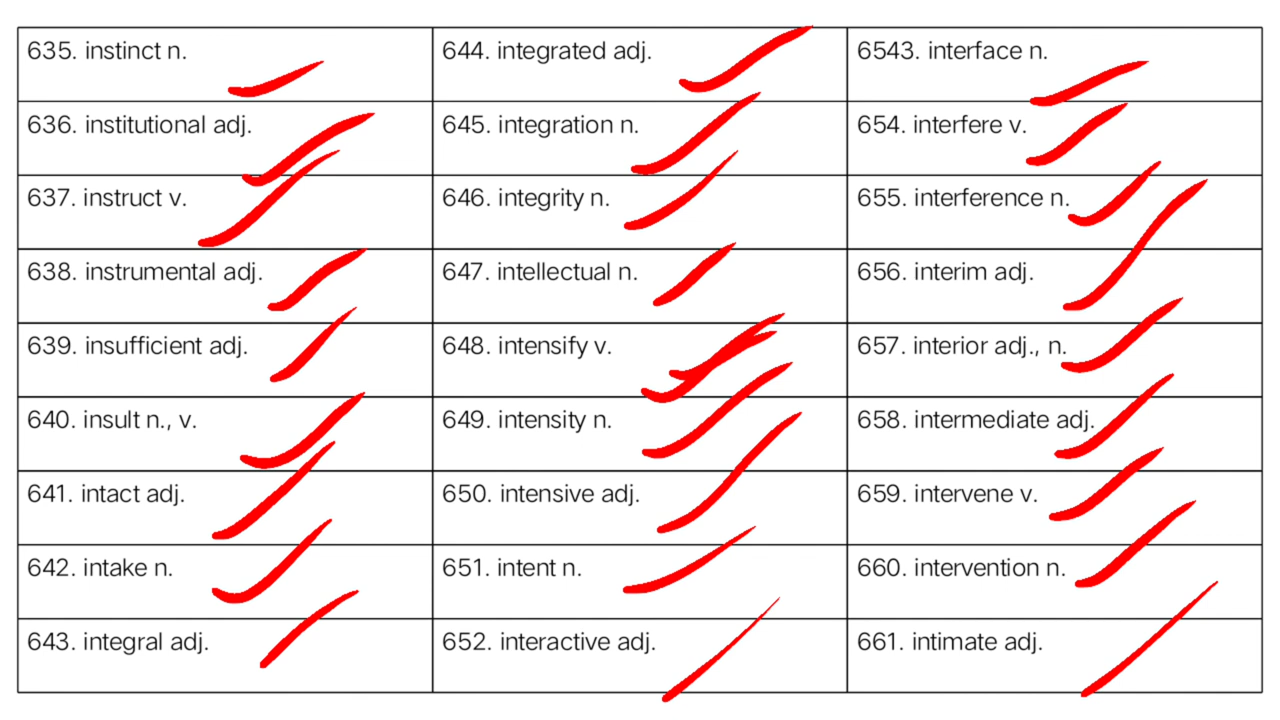 635. instinct n.
644. integrated adj.
6543. interface n.
636. institutional adj.
645. integration n.
654. interfere v.
637. instruct v.
646. integrity n.
655. interference n.
638. instrumental adj.
647. intellectual n.
656. interim adj.
639. insufficient adj.
648. intensify v.
657. interior adj., n.
640. insult n., v.
649. intensity n.
658. intermediate adj.
641. intact adj.
650. intensive adj.
659. intervene v.
642. intake n.
651. intent n.
660. intervention n.
643. integral adj.
652. interactive adj.
661. intimate adj.